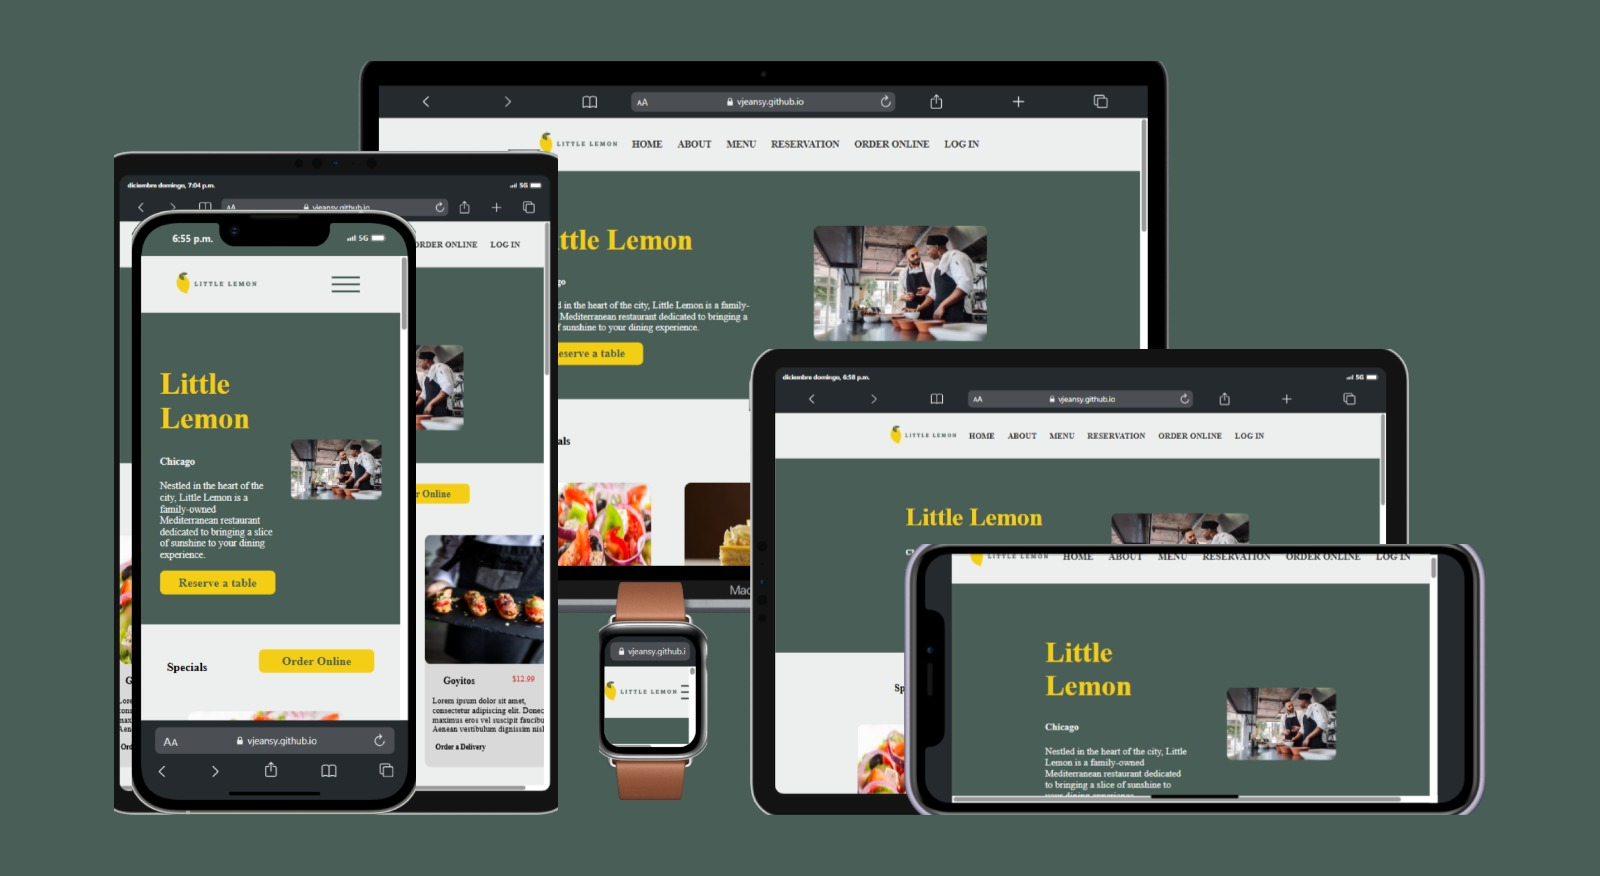 vjeansy.github.io
LITTLE LEMON HOME ABOUT MENU RESERVATION ORDER ONLINE LOG IN
ttle Lemon
go
d in the heart of the city, Little Lemon is a family-
Mediterranean restaurant dedicated to bringing a
f sunshine to your dining experience.
eserve a table
als
Mac
diciembre domingo, 7:04 p.m.
5G
AA vjeansy.github.io
ORDER ONLINE LOG IN
r Online
Goyitos $12.99
Lorem ipsum dolor sit amet,
consectetur adipiscing elit. Donec
maximus eros vel suscipit faucibu
Aenean vestibulum dignissim nisl
Order a Delivery
6:55 p.m. 5G
LITTLE LEMON
Little
Lemon
Chicago
Nestled in the heart of the
city, Little Lemon is a
family-owned
Mediterranean restaurant
dedicated to bringing a slice
of sunshine to your dining
experience.
Reserve a table
Specials Order Online
AA vjeansy.github.io
vjeansy.github.i
LITTLE LEMON
diciembre domingo, 6:58 p.m. 5G
AA vjeansy.github.io
LITTLE LEMON HOME ABOUT MENU RESERVATION ORDER ONLINE LOG IN
Little Lemon
Sp
LITTLE LEMON HOME ABOUT MENU RESERVATION ORDER ONLINE LOG IN
Little
Lemon
Chicago
Nestled in the heart of the city, Little
Lemon is a family-owned
Mediterranean restaurant dedicated
to bringing a slice of sunshine to
your dining experience.